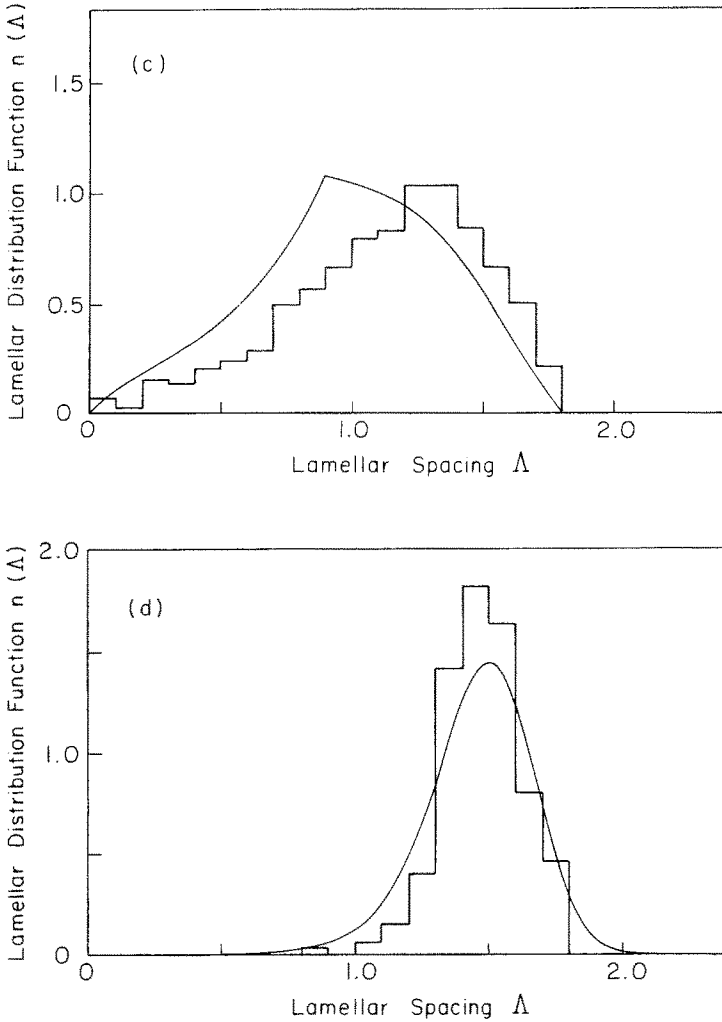 Lamellar Distribution Function n (Λ)
(c)
1.5
1.0
0.5
0
0 1.0 2.0
Lamellar Spacing Λ
Lamellar Distribution Function n (Λ)
2.0
(d)
1.0
0
0 1.0 2.0
Lamellar Spacing Λ